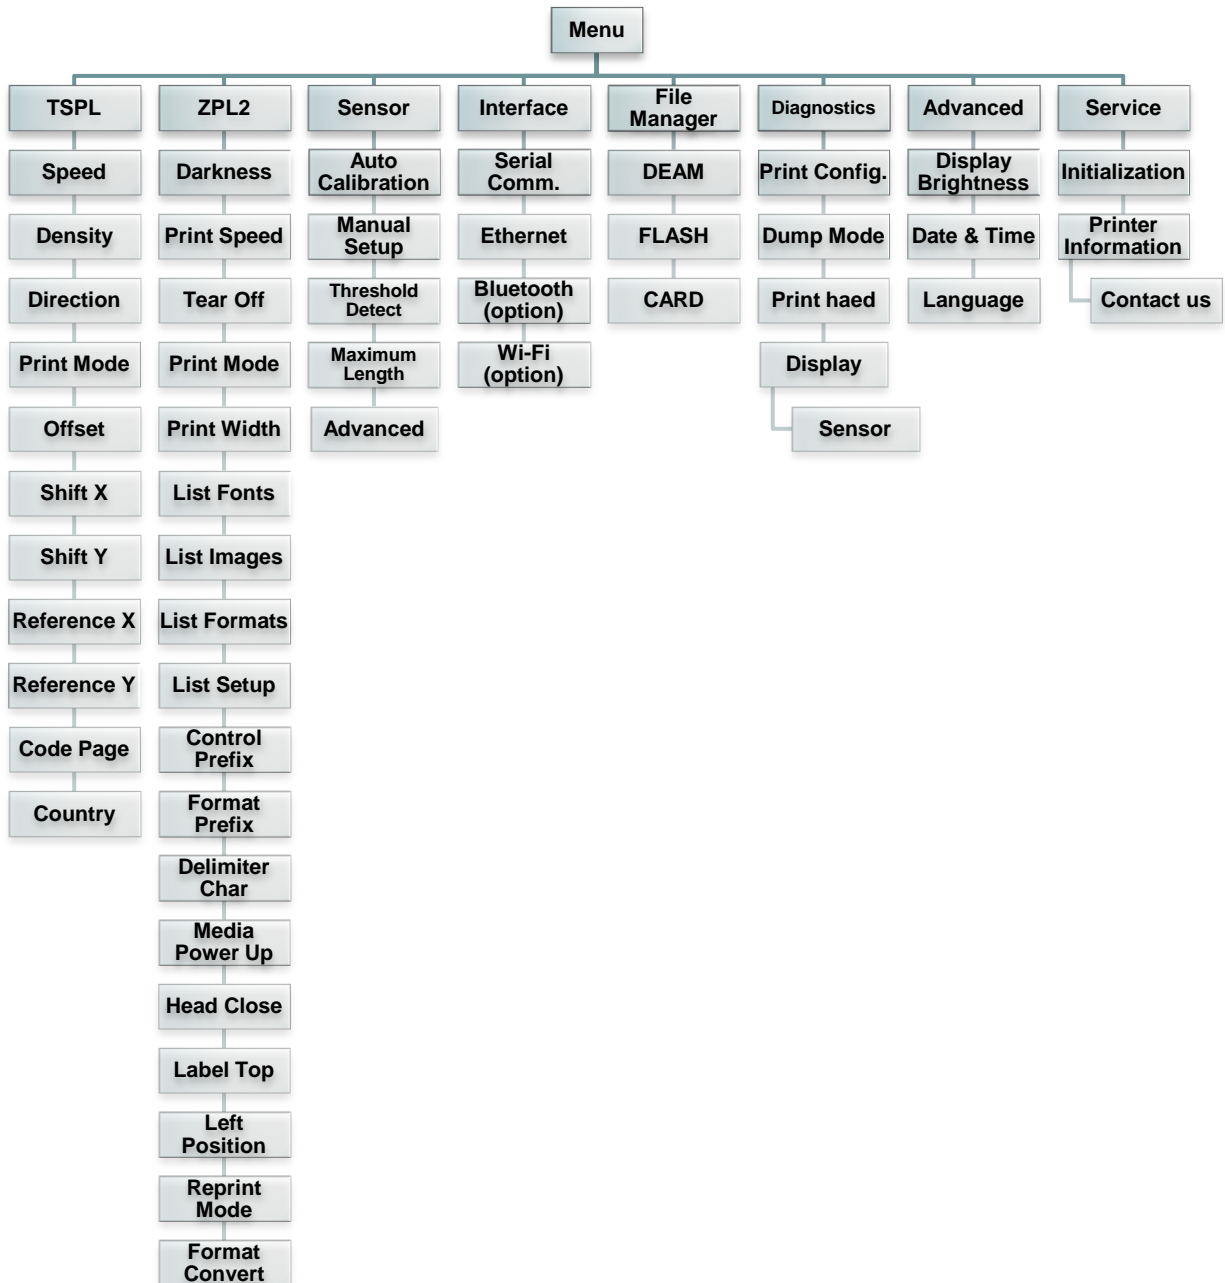 Menu
TSPL
Speed
Density
Direction
Print Mode
Offset
Shift X
Shift Y
Reference X
Reference Y
Code Page
Country
ZPL2
Darkness
Print Speed
Tear Off
Print Mode
Print Width
List Fonts
List Images
List Formats
List Setup
Control
Prefix
Format
Prefix
Delimiter
Char
Media
Power Up
Head Close
Label Top
Left
Position
Reprint
Mode
Format
Convert
Sensor
Auto
Calibration
Manual
Setup
Threshold
Detect
Maximum
Length
Advanced
Interface
Serial
Comm.
Ethernet
Bluetooth
(option)
Wi-Fi
(option)
File
Manager
DEAM
FLASH
CARD
Diagnostics
Print Config.
Dump Mode
Print haed
Display
Sensor
Advanced
Display
Brightness
Date & Time
Language
Service
Initialization
Printer
Information
Contact us